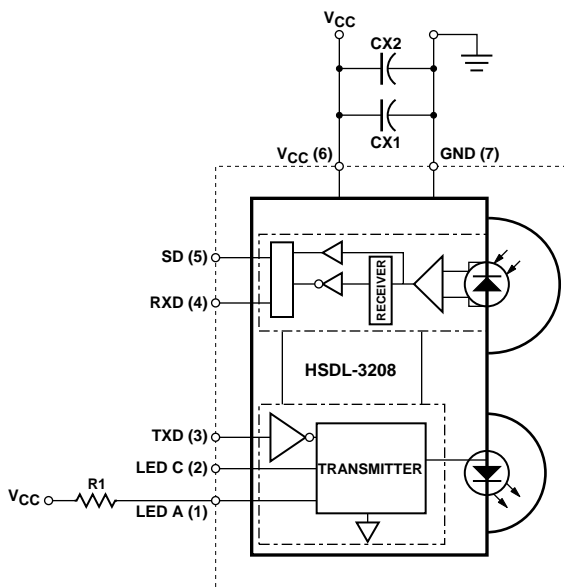 VCC
CX2
CX1
VCC (6)
GND (7)
SD (5)
RXD (4)
RECEIVER
HSDL-3208
TXD (3)
LED C (2)
TRANSMITTER
R1
VCC
LED A (1)